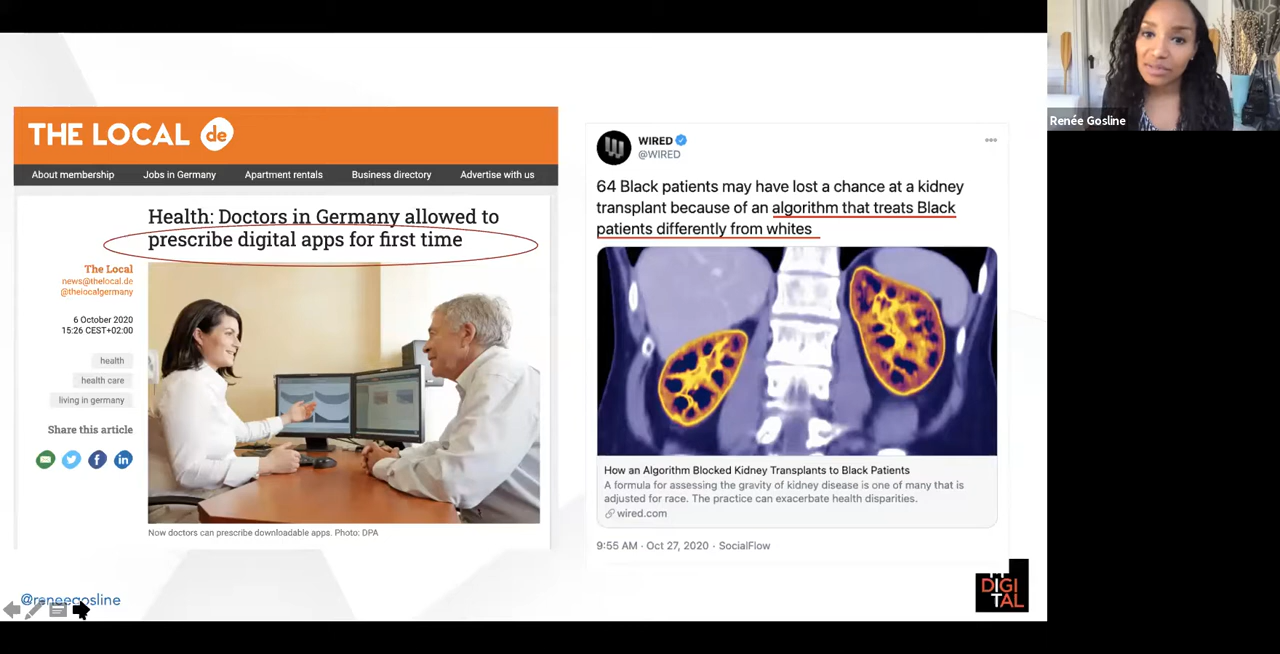 THE LOCAL de
About membership
Jobs in Germany
Apartment rentals
Business directory
Advertise with us
Health: Doctors in Germany allowed to
prescribe digital apps for first time
The Local
news@thelocal.de
@thelocalgermany
6 October 2020
15:26 CEST+02:00
health
health care
living in germany
Share this article
f
in
Now doctors can prescribe downloadable apps. Photo: DPA
WIRED
@WIRED
64 Black patients may have lost a chance at a kidney
transplant because of an algorithm that treats Black
patients differently from whites
How an Algorithm Blocked Kidney Transplants to Black Patients
A formula for assessing the gravity of kidney disease is one of many that is
adjusted for race. The practice can exacerbate health disparities.
wired.com
9:55 AM · Oct 27, 2020 · SocialFlow
@reneegosline
DIGI
TAL
Renée Gosline